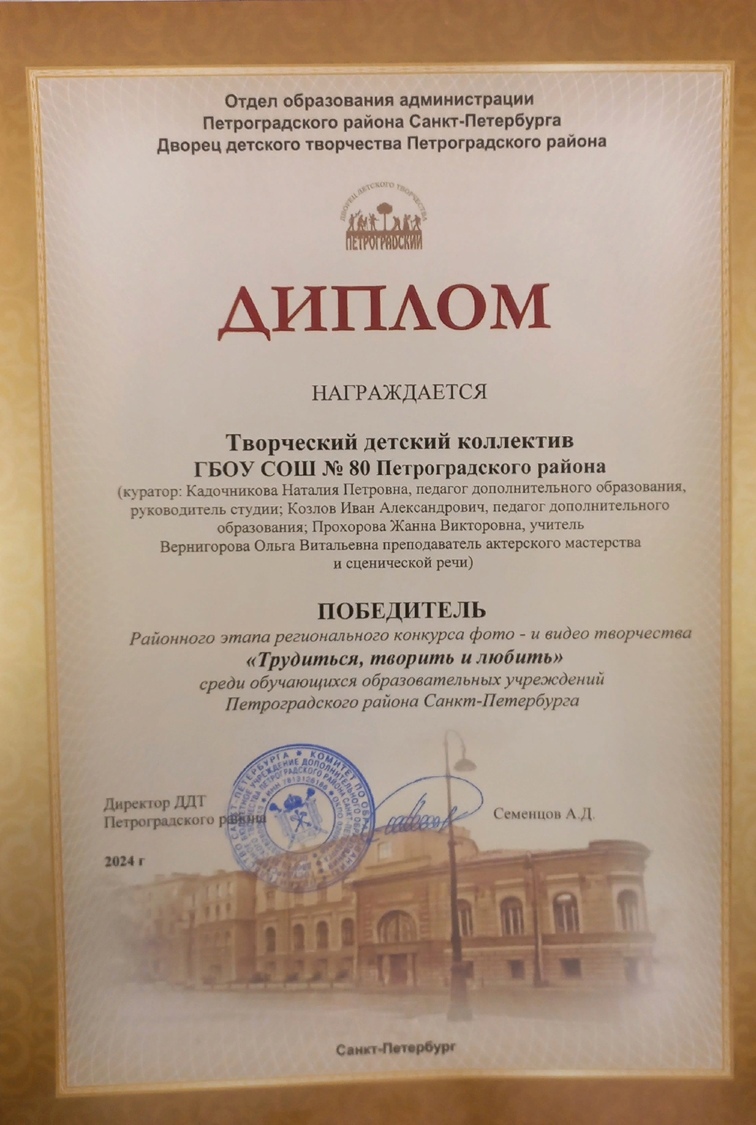 Отдел образования администрации
Петроградского района Санкт-Петербурга
Дворец детского творчества Петроградского района
ДВОРЕЦ ДЕТСКОГО ТВОРЧЕСТВА
ПЕТРОГРАДСКИЙ
ДИПЛОМ
НАГРАЖДАЕТСЯ
Творческий детский коллектив
ГБОУ СОШ № 80 Петроградского района
(куратор: Кадочникова Наталия Петровна, педагог дополнительного образования,
руководитель студии; Козлов Иван Александрович, педагог дополнительного
образования; Прохорова Жанна Викторовна, учитель
Вернигорова Ольга Витальевна преподаватель актерского мастерства
и сценической речи)
ПОБЕДИТЕЛЬ
Районного этапа регионального конкурса фото - и видео творчества
«Трудиться, творить и любить»
среди обучающихся образовательных учреждений
Петроградского района Санкт-Петербурга
Директор ДДТ
Петроградского района
Семенцов А.Д.
2024 г
Санкт-Петербург